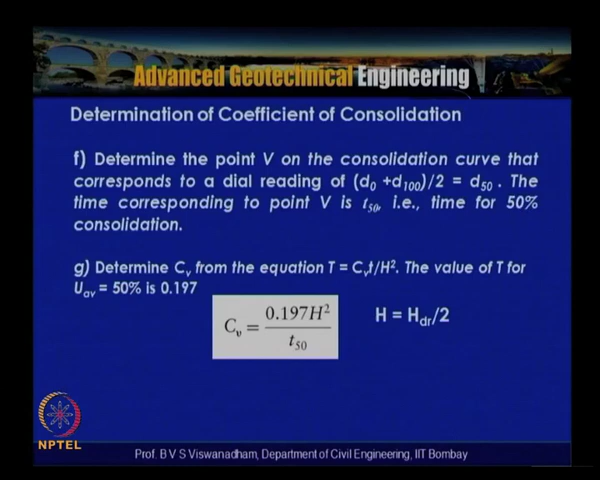 Advanced Geotechnical Engineering
Determination of Coefficient of Consolidation
f) Determine the point V on the consolidation curve that
corresponds to a dial reading of (d₀ +d₁₀₀)/2 = d₅₀ . The
time corresponding to point V is t₅₀, i.e., time for 50%
consolidation.
g) Determine Cᵥ from the equation T = Cᵥt/H². The value of T for
U_av = 50% is 0.197
Cᵥ = 0.197H² / t₅₀
H = H_dr/2
NPTEL
Prof. B V S Viswanadham, Department of Civil Engineering, IIT Bombay